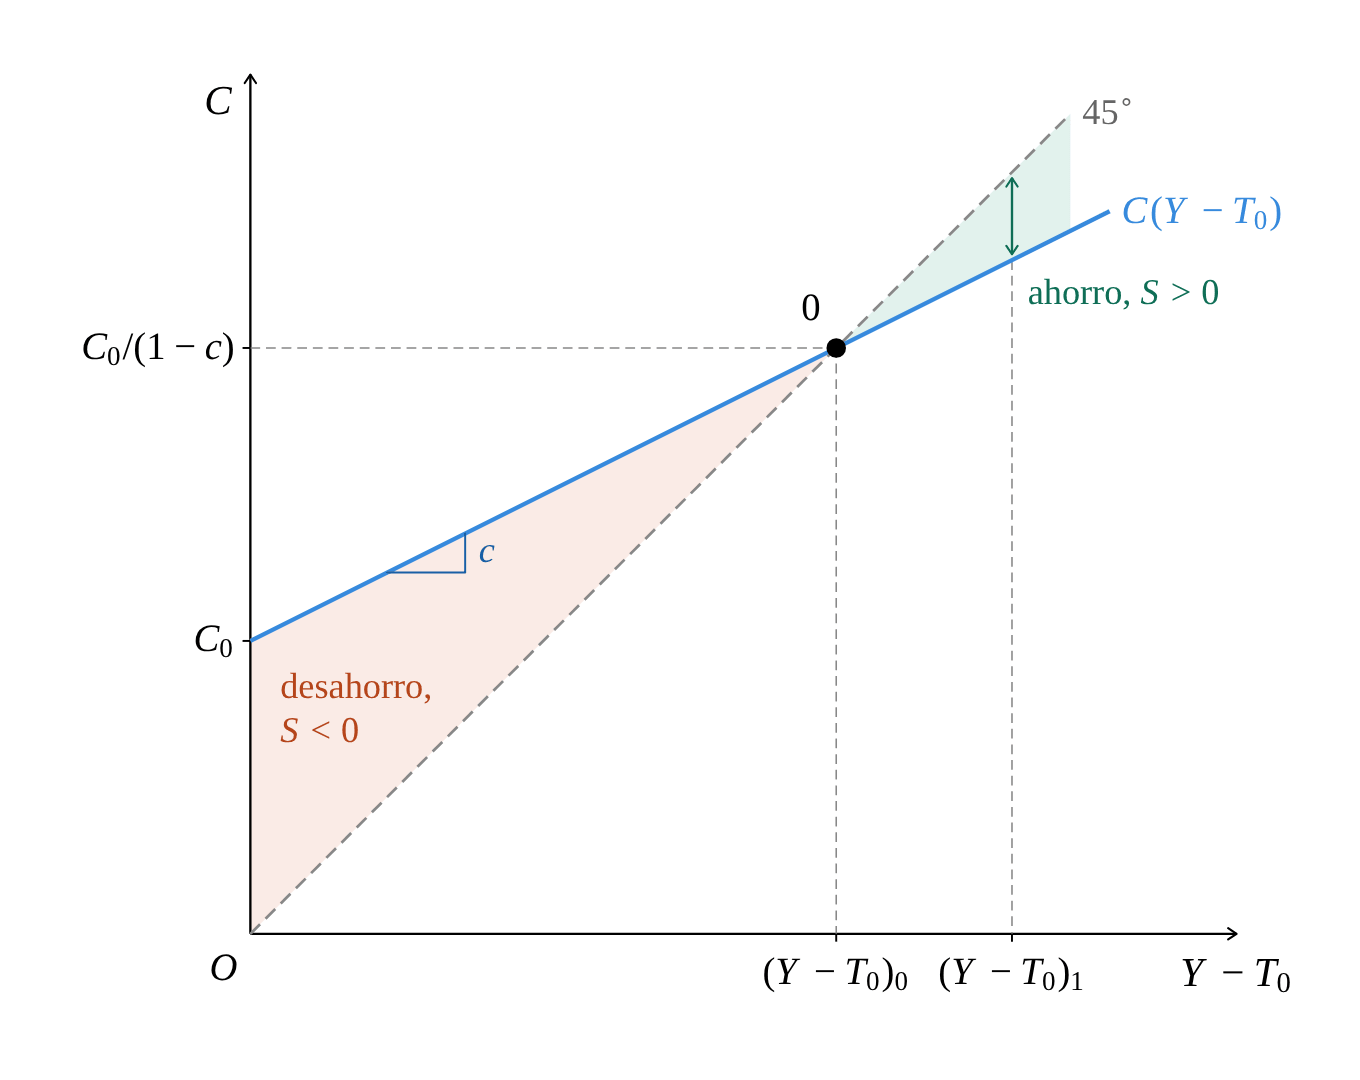 C
45°
C(Y − T₀)
ahorro, S > 0
0
C₀/(1 − c)
c
C₀
desahorro,
S < 0
O
(Y − T₀)₀
(Y − T₀)₁
Y − T₀